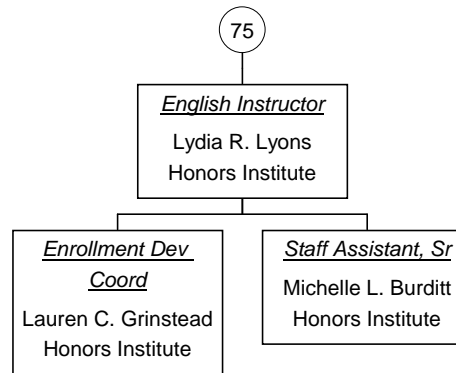 75
English Instructor
Lydia R. Lyons
Honors Institute
Enrollment Dev
Coord
Lauren C. Grinstead
Honors Institute
Staff Assistant, Sr
Michelle L. Burditt
Honors Institute